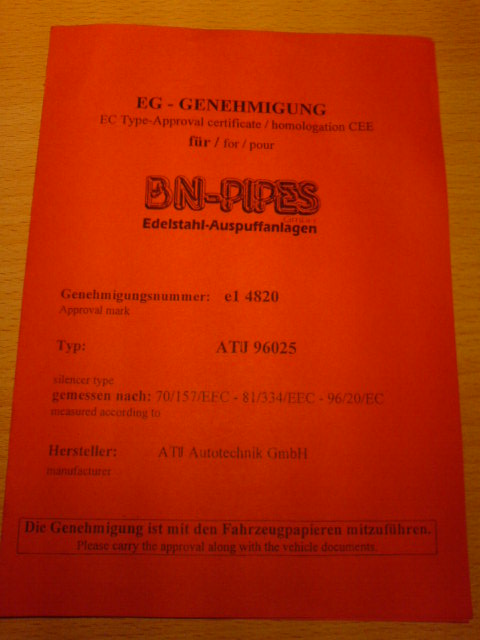 EG - GENEHMIGUNG
EC Type-Approval certificate / homologation CEE
für / for / pour
BN-PIPES
GmbH
Edelstahl-Auspuffanlagen
Genehmigungsnummer: e1 4820
Approval mark
Typ: ATJ 96025
silencer type
gemessen nach: 70/157/EEC - 81/334/EEC - 96/20/EC
measured according to
Hersteller: ATJ Autotechnik GmbH
manufacturer
Die Genehmigung ist mit den Fahrzeugpapieren mitzuführen.
Please carry the approval along with the vehicle documents.